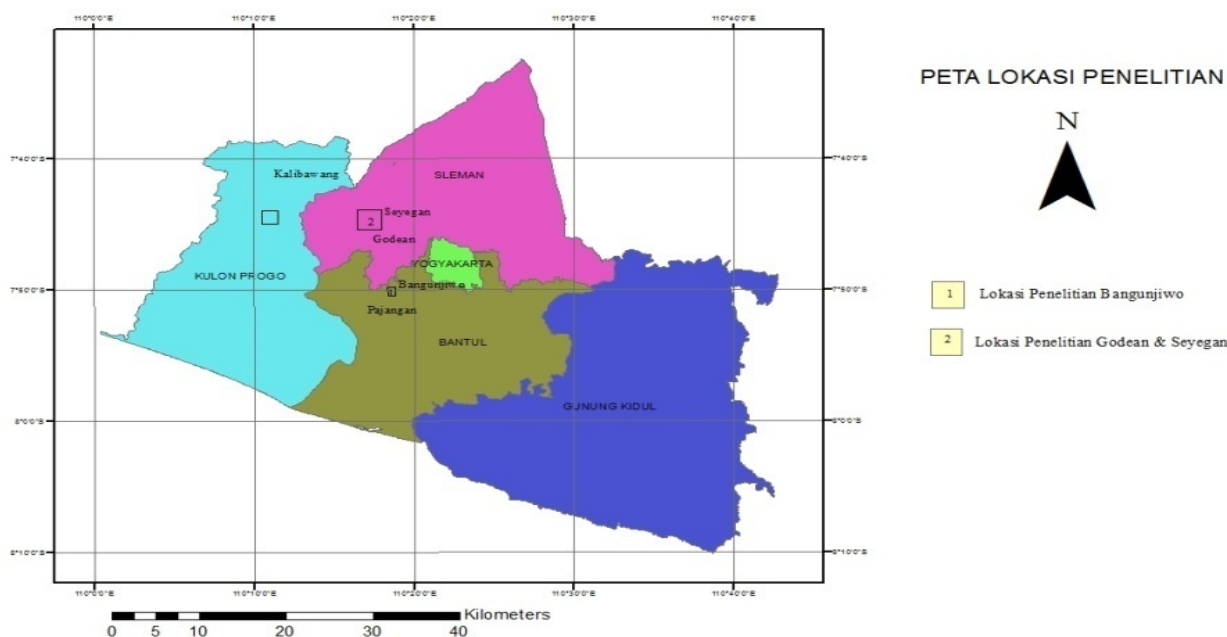 110°0'0"E 110°10'0"E 110°20'0"E 110°30'0"E 110°40'0"E
PETA LOKASI PENELITIAN
N
7°40'0"S 7°40'0"S
Kalibawang
SLEMAN
Seyegan
2
Godean
YOGYAKARTA
KULON PROGO
Bangunjiwo
7°50'0"S 7°50'0"S
1
Pajangan
BANTUL
1 Lokasi Penelitian Bangunjiwo
2 Lokasi Penelitian Godean & Seyegan
GUNUNG KIDUL
8°0'0"S 8°0'0"S
8°10'0"S 8°10'0"S
110°0'0"E 110°10'0"E 110°20'0"E 110°30'0"E 110°40'0"E
Kilometers
0 5 10 20 30 40